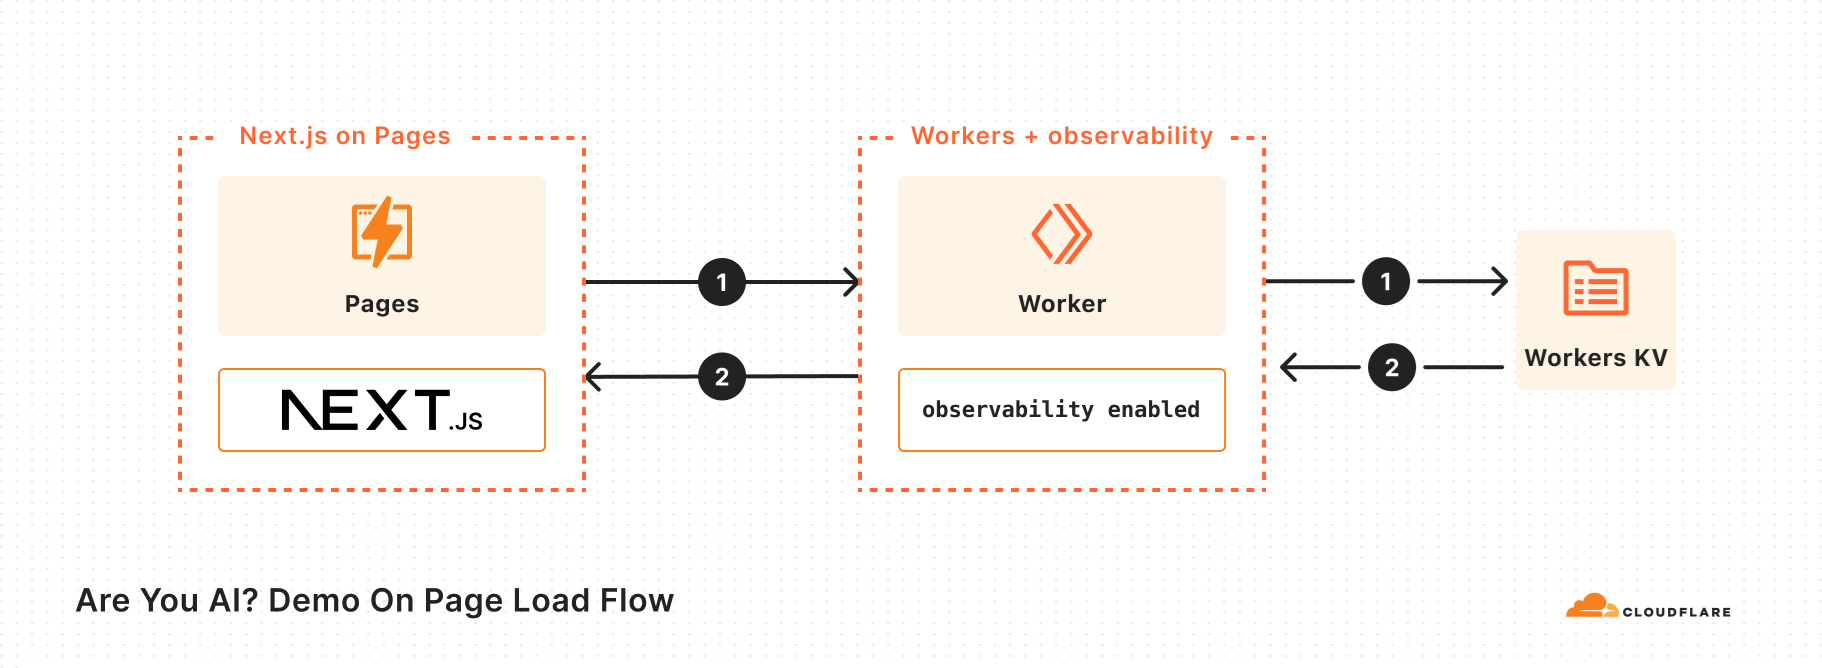 Next.js on Pages
Pages
NEXT.JS
1
2
Workers + observability
Worker
observability enabled
1
2
Workers KV
Are You AI? Demo On Page Load Flow
CLOUDFLARE